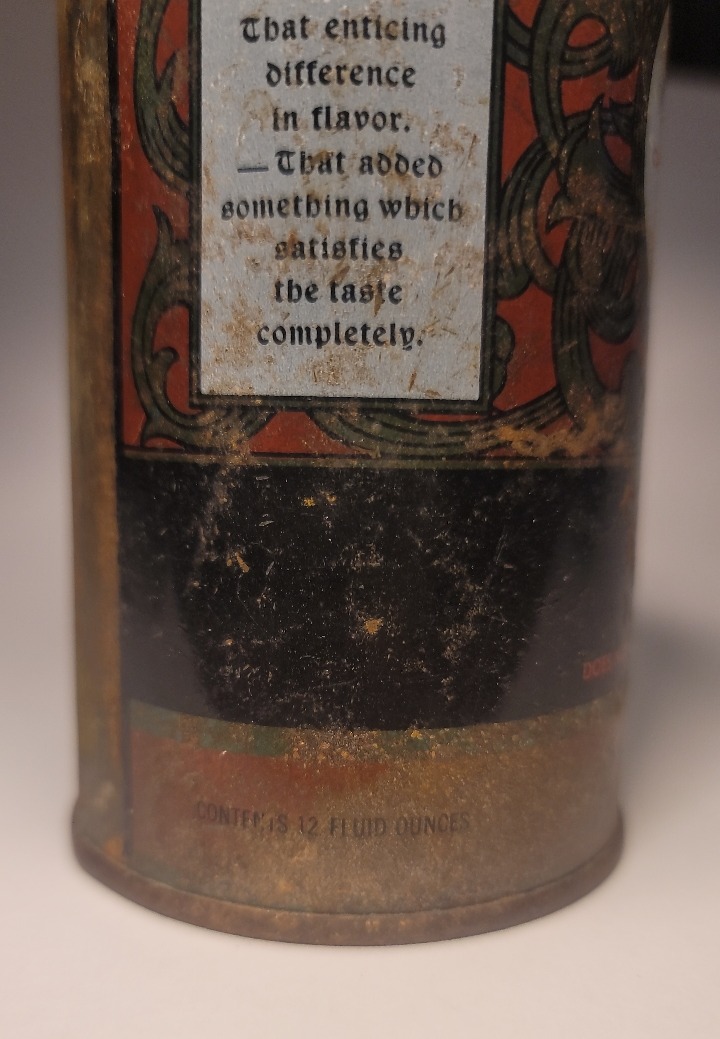 That enticing
difference
in flavor.
— That added
something which
satisfies
the taste
completely.
CONTENTS 12 FLUID OUNCES